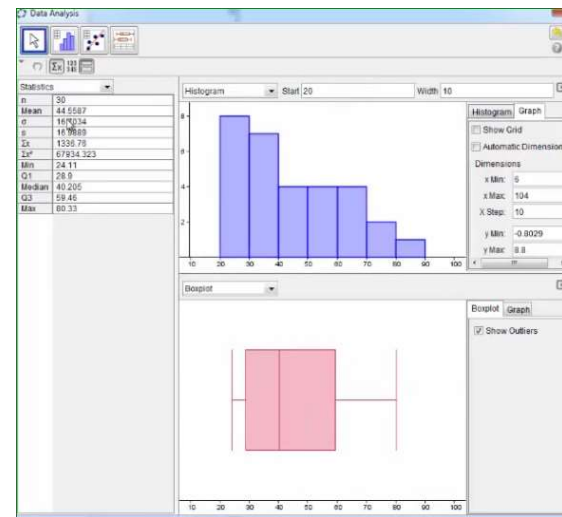 Data Analysis
Σx 123
Statistics
n 30
Mean 44.5587
σ
s
Σx 1336.76
Σx² 67934.323
Min 24.11
Q1 28.9
Median 40.205
Q3 59.46
Max 80.33
Histogram Start 20 Width 10
8
6
4
2
10 20 30 40 50 60 70 80 90 100
Histogram Graph
Show Grid
Automatic Dimension
Dimensions
x Min: 6
x Max: 104
X Step: 10
y Min: -0.8029
y Max: 8.8
Boxplot
10 20 30 40 50 60 70 80 90 100
Boxplot Graph
Show Outliers